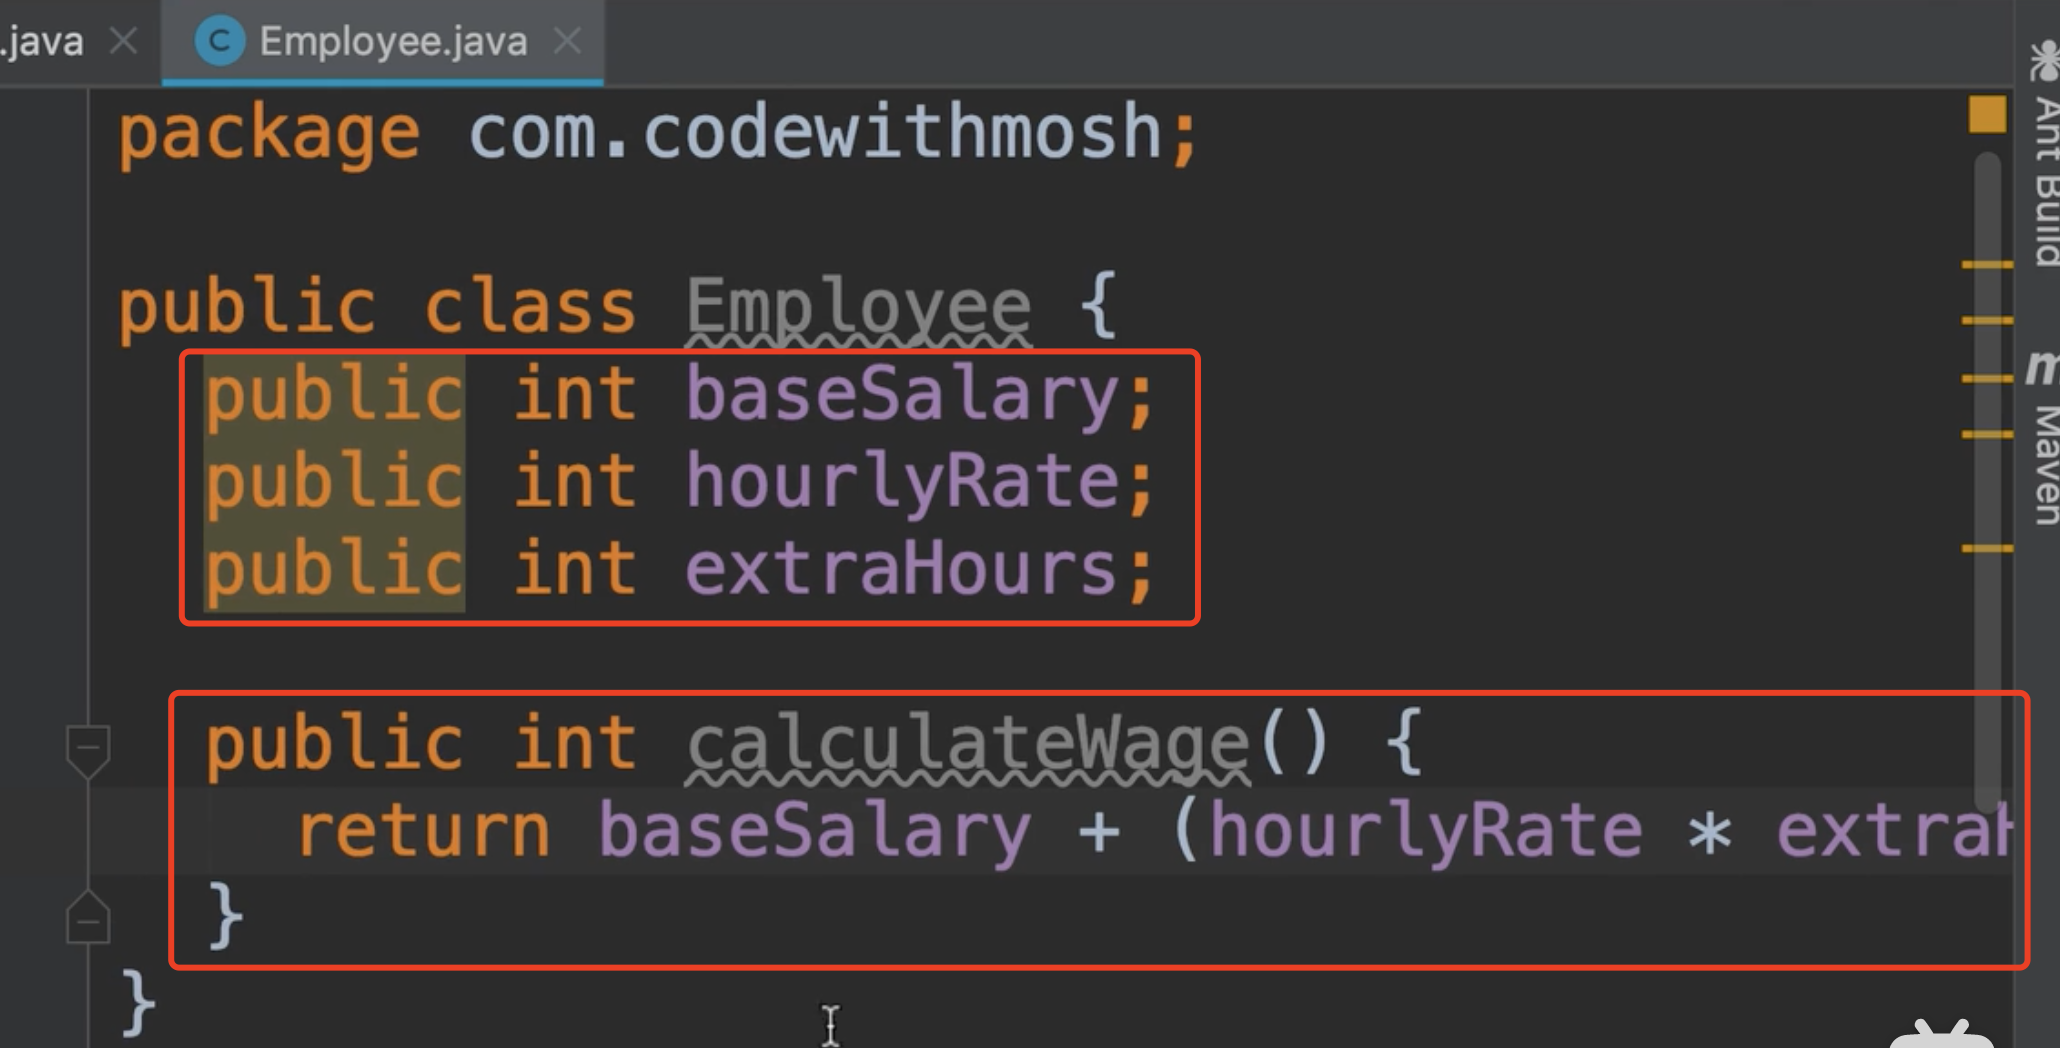 .java
C Employee.java
package com.codewithmosh;
public class Employee {
public int baseSalary;
public int hourlyRate;
public int extraHours;
public int calculateWage() {
return baseSalary + (hourlyRate *
}
}
Ant Build
m Maven